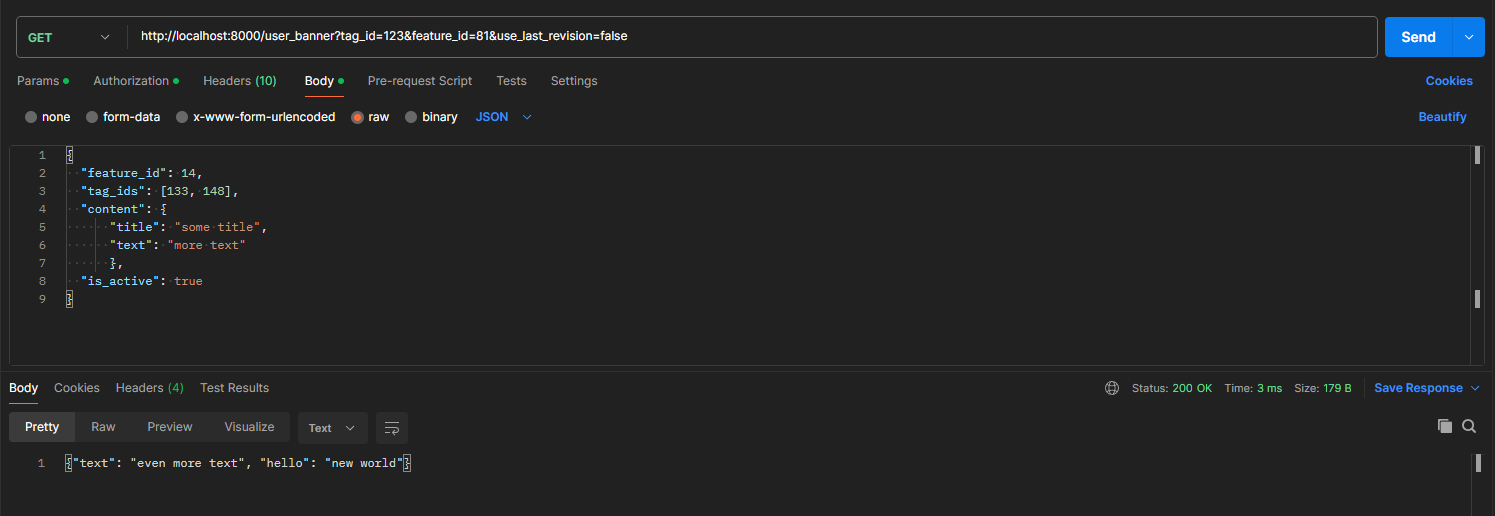 GET http://localhost:8000/user_banner?tag_id=123&feature_id=81&use_last_revision=false Send
Params Authorization Headers (10) Body Pre-request Script Tests Settings Cookies
none form-data x-www-form-urlencoded raw binary JSON Beautify
1 {
2 "feature_id": 14,
3 "tag_ids": [133, 148],
4 "content": {
5 "title": "some title",
6 "text": "more text"
7 },
8 "is_active": true
9 }
Body Cookies Headers (4) Test Results Status: 200 OK Time: 3 ms Size: 179 B Save Response
Pretty Raw Preview Visualize Text
1 {"text": "even more text", "hello": "new world"}